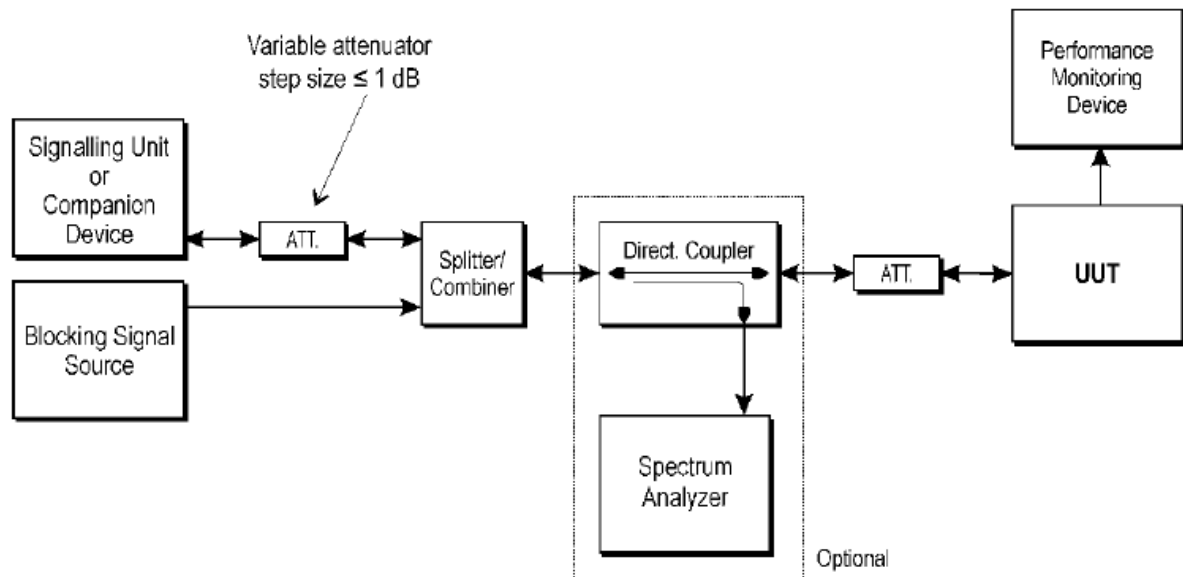 Variable attenuator
step size ≤ 1 dB
Performance
Monitoring
Device
Signalling Unit
or
Companion
Device
ATT.
Splitter/
Combiner
Direct. Coupler
ATT.
UUT
Blocking Signal
Source
Spectrum
Analyzer
Optional